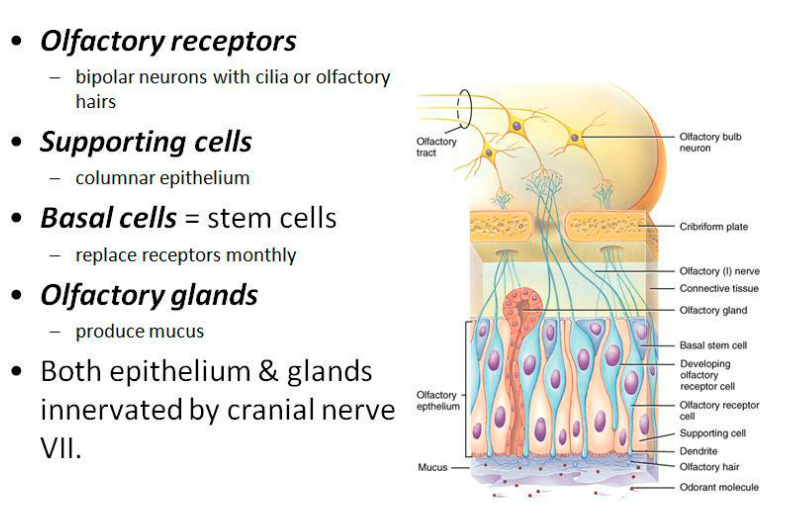 • Olfactory receptors
– bipolar neurons with cilia or olfactory
hairs
• Supporting cells
– columnar epithelium
• Basal cells = stem cells
– replace receptors monthly
• Olfactory glands
– produce mucus
• Both epithelium & glands
innervated by cranial nerve
VII.
Olfactory
tract
Olfactory bulb
neuron
Cribriform plate
Olfactory (I) nerve
Connective tissue
Olfactory gland
Basal stem cell
Developing
olfactory
receptor cell
Olfactory
epthelium
Olfactory receptor
cell
Supporting cell
Dendrite
Mucus
Olfactory hair
Odorant molecule